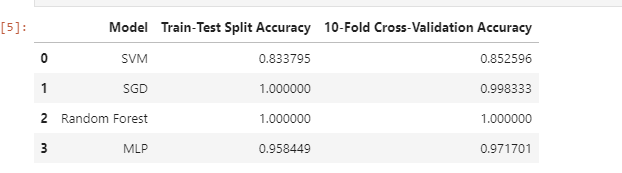 [5]:
Model Train-Test Split Accuracy 10-Fold Cross-Validation Accuracy
0 SVM 0.833795 0.852596
1 SGD 1.000000 0.998333
2 Random Forest 1.000000 1.000000
3 MLP 0.958449 0.971701